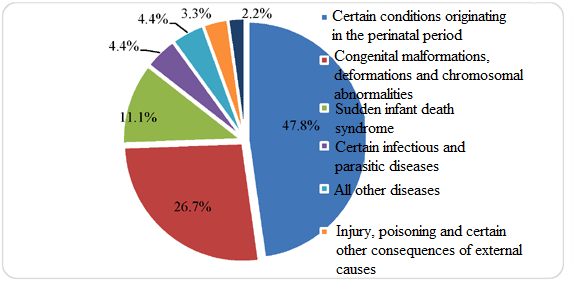 4.4%
3.3%
2.2%
4.4%
11.1%
26.7%
47.8%
Certain conditions originating
in the perinatal period
Congenital malformations,
deformations and chromosomal
abnormalities
Sudden infant death
syndrome
Certain infectious and
parasitic diseases
All other diseases
Injury, poisoning and certain
other consequences of external
causes